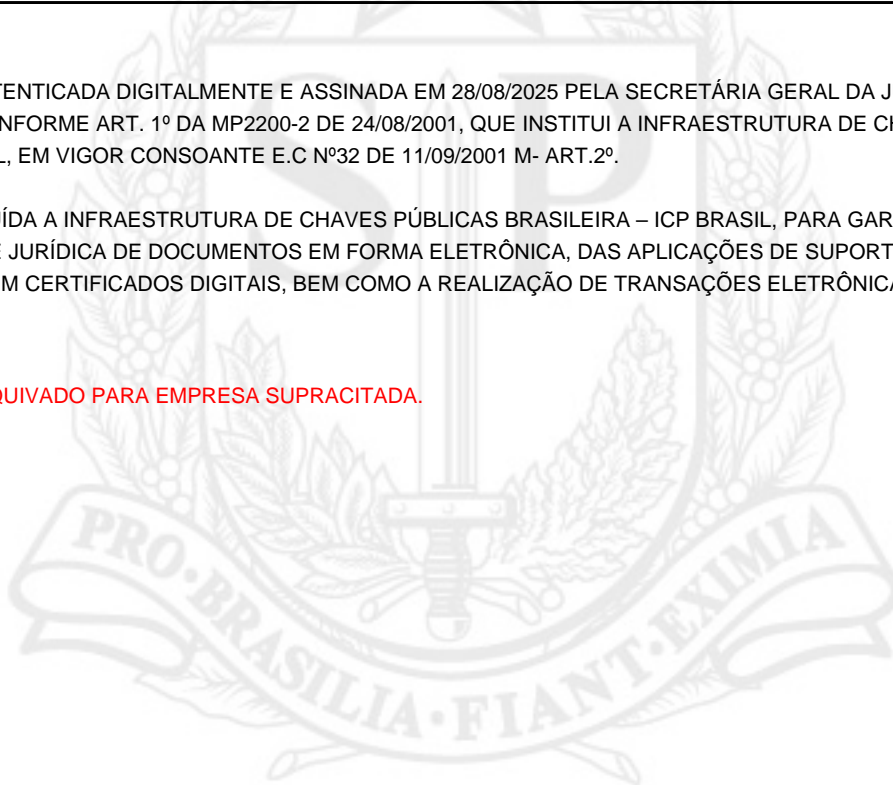 TENTICADA DIGITALMENTE E ASSINADA EM 28/08/2025 PELA SECRETÁRIA GERAL DA J
NFORME ART. 1º DA MP2200-2 DE 24/08/2001, QUE INSTITUI A INFRAESTRUTURA DE CH
L, EM VIGOR CONSOANTE E.C Nº32 DE 11/09/2001 M- ART.2º.
ÍDA A INFRAESTRUTURA DE CHAVES PÚBLICAS BRASILEIRA – ICP BRASIL, PARA GAR
E JURÍDICA DE DOCUMENTOS EM FORMA ELETRÔNICA, DAS APLICAÇÕES DE SUPORT
M CERTIFICADOS DIGITAIS, BEM COMO A REALIZAÇÃO DE TRANSAÇÕES ELETRÔNICA
QUIVADO PARA EMPRESA SUPRACITADA.
SP
PRO·BRASILIA·FIANT·EXIMIA